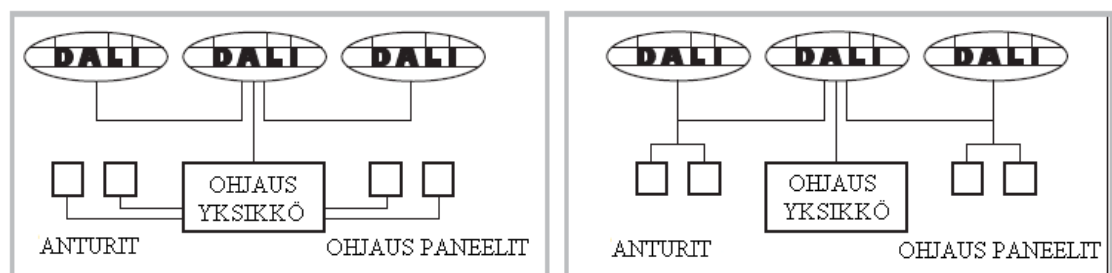 DALI DALI DALI
OHJAUS
YKSIKKÖ
ANTURIT OHJAUS PANEELIT
DALI DALI DALI
OHJAUS
YKSIKKÖ
ANTURIT OHJAUS PANEELIT